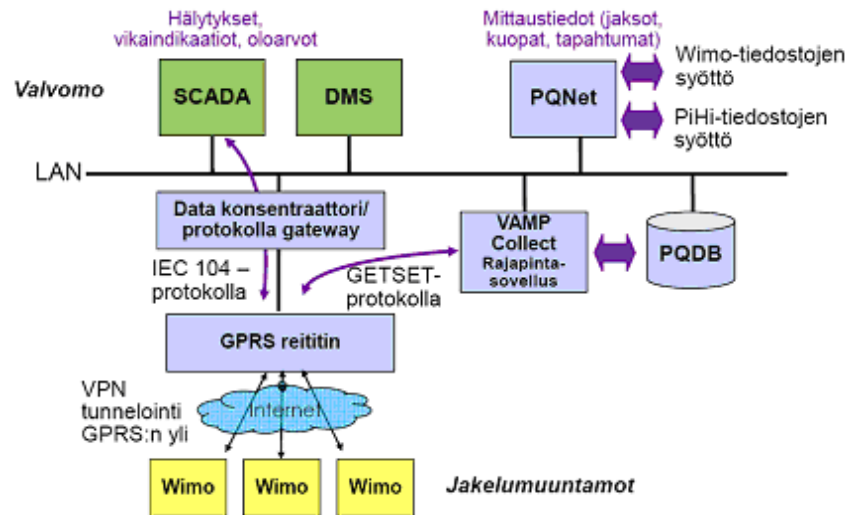 Hälytykset,
vikaindikaatiot, oloarvot
Mittaustiedot (jaksot,
kuopat, tapahtumat)
Wimo-tiedostojen
syöttö
Valvomo
SCADA
DMS
PQNet
PiHi-tiedostojen
syöttö
LAN
Data konsentraattori/
protokolla gateway
VAMP
Collect
Rajapinta-
sovellus
PQDB
IEC 104 –
protokolla
GETSET-
protokolla
GPRS reititin
VPN
tunnelointi
GPRS:n yli
Internet
Wimo
Wimo
Wimo
Jakelumuuntamot